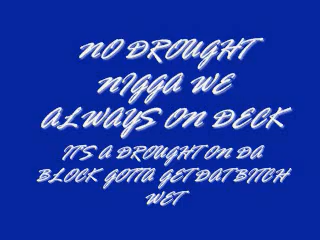 NO DROUGHT
NIGGA WE
ALWAYS ON DECK
ITS A DROUGHT ON DA
BLOCK GOTTA GET DAT BITCH
WET